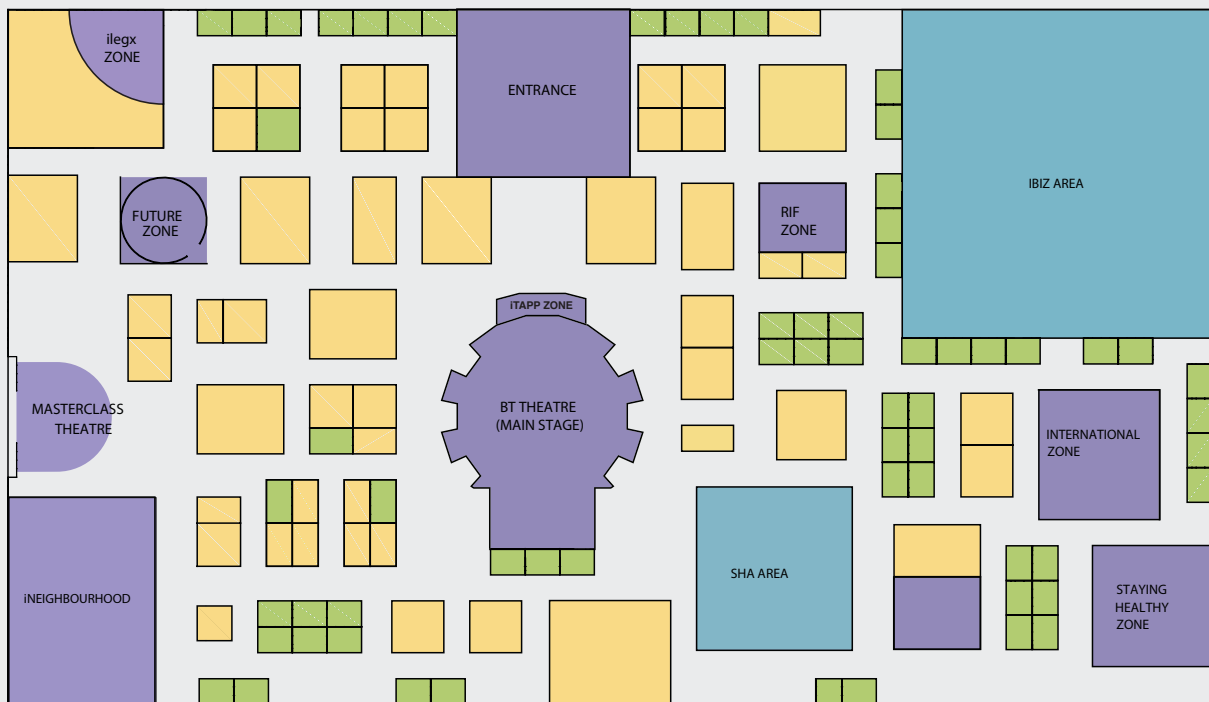 ilegx
ZONE
ENTRANCE
IBIZ AREA
FUTURE
ZONE
RIF
ZONE
iTAPP ZONE
MASTERCLASS
THEATRE
BT THEATRE
(MAIN STAGE)
INTERNATIONAL
ZONE
SHA AREA
iNEIGHBOURHOOD
STAYING
HEALTHY
ZONE